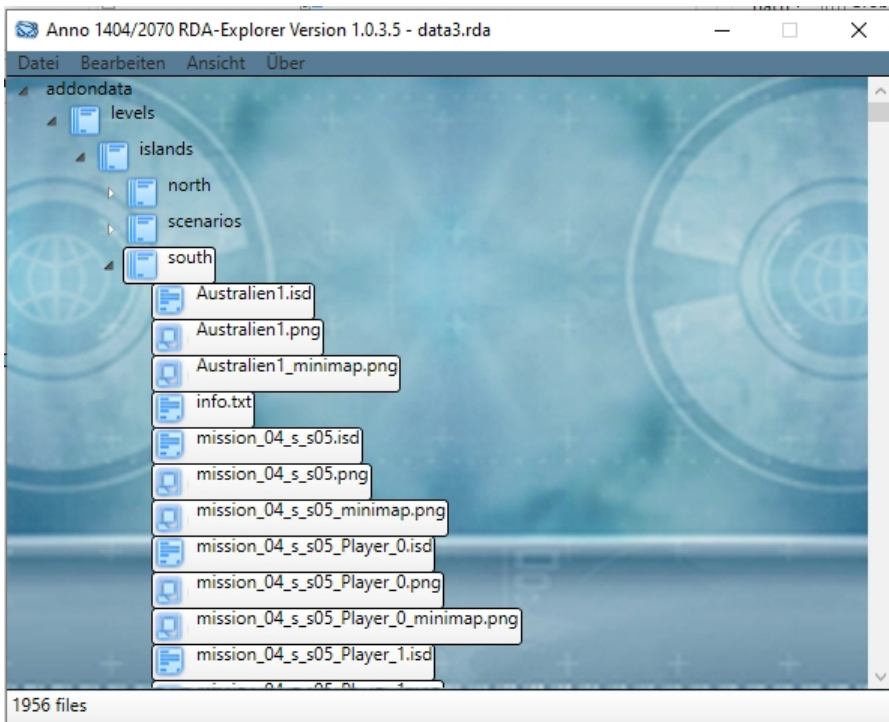 Anno 1404/2070 RDA-Explorer Version 1.0.3.5 - data3.rda
Datei Bearbeiten Ansicht Über
addondata
levels
islands
north
scenarios
south
Australien1.isd
Australien1.png
Australien1_minimap.png
info.txt
mission_04_s_s05.isd
mission_04_s_s05.png
mission_04_s_s05_minimap.png
mission_04_s_s05_Player_0.isd
mission_04_s_s05_Player_0.png
mission_04_s_s05_Player_0_minimap.png
mission_04_s_s05_Player_1.isd
1956 files